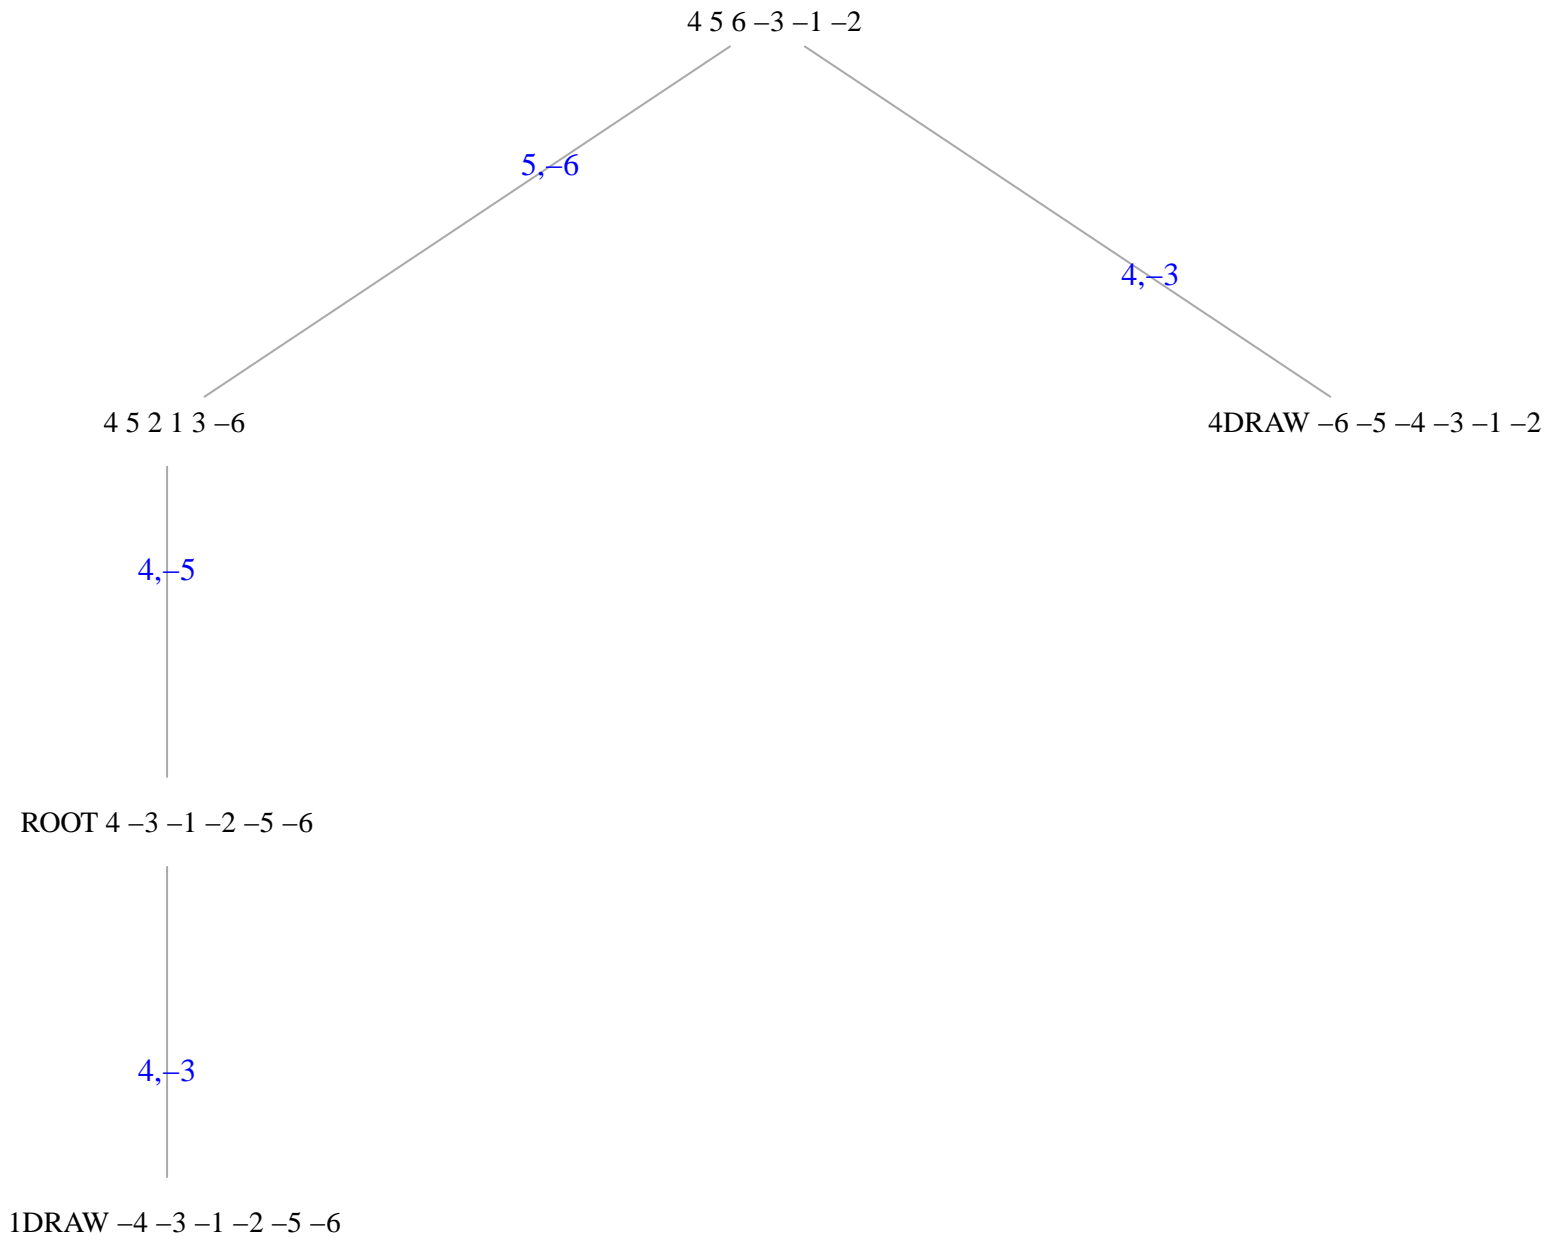 4 5 6 –3 –1 –2
5,–6
4,–3
4 5 2 1 3 –6
4DRAW –6 –5 –4 –3 –1 –2
4,–5
ROOT 4 –3 –1 –2 –5 –6
4,–3
1DRAW –4 –3 –1 –2 –5 –6